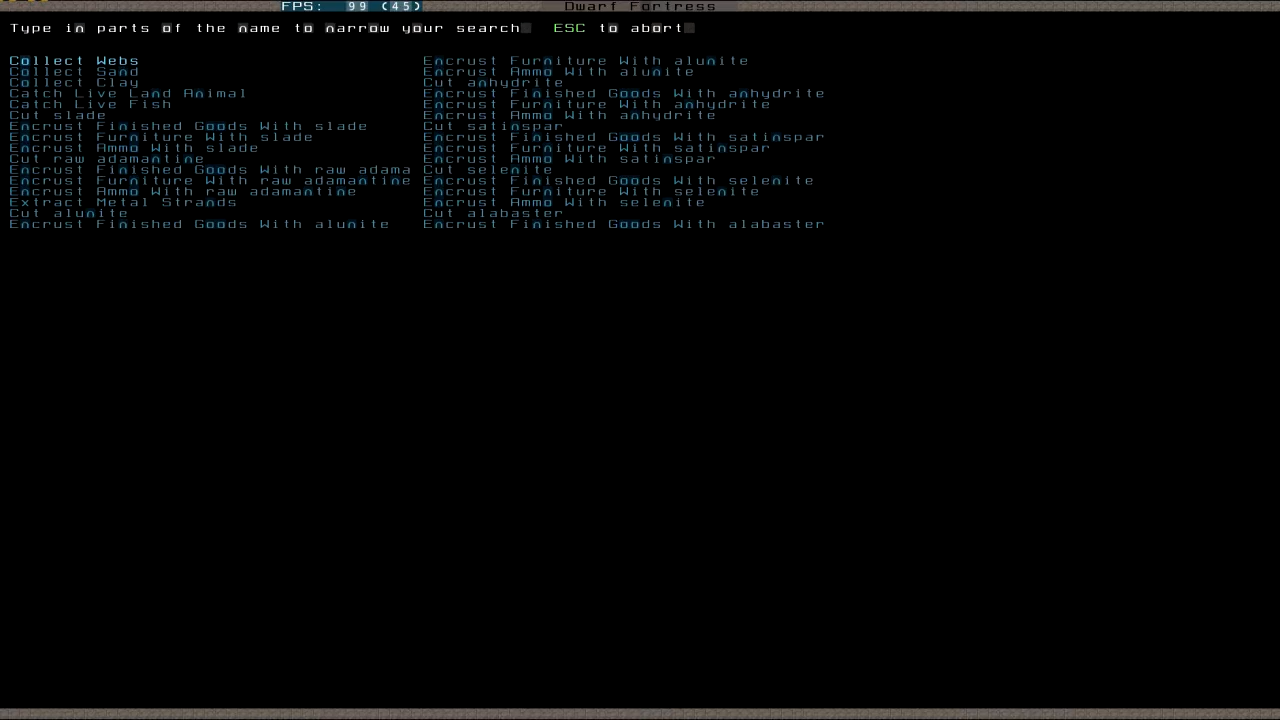 FPS: 99 (45) Dwarf Fortress
Type in parts of the name to narrow your search ESC to abort
Collect Webs
Collect Sand
Collect Clay
Catch Live Land Animal
Catch Live Fish
Cut slade
Encrust Finished Goods With slade
Encrust Furniture With slade
Encrust Ammo With slade
Cut raw adamantine
Encrust Finished Goods With raw adama
Encrust Furniture With raw adamantine
Encrust Ammo With raw adamantine
Extract Metal Strands
Cut alunite
Encrust Finished Goods With alunite
Encrust Furniture With alunite
Encrust Ammo With alunite
Cut anhydrite
Encrust Finished Goods With anhydrite
Encrust Furniture With anhydrite
Encrust Ammo With anhydrite
Cut satinspar
Encrust Finished Goods With satinspar
Encrust Furniture With satinspar
Encrust Ammo With satinspar
Cut selenite
Encrust Finished Goods With selenite
Encrust Furniture With selenite
Encrust Ammo With selenite
Cut alabaster
Encrust Finished Goods With alabaster